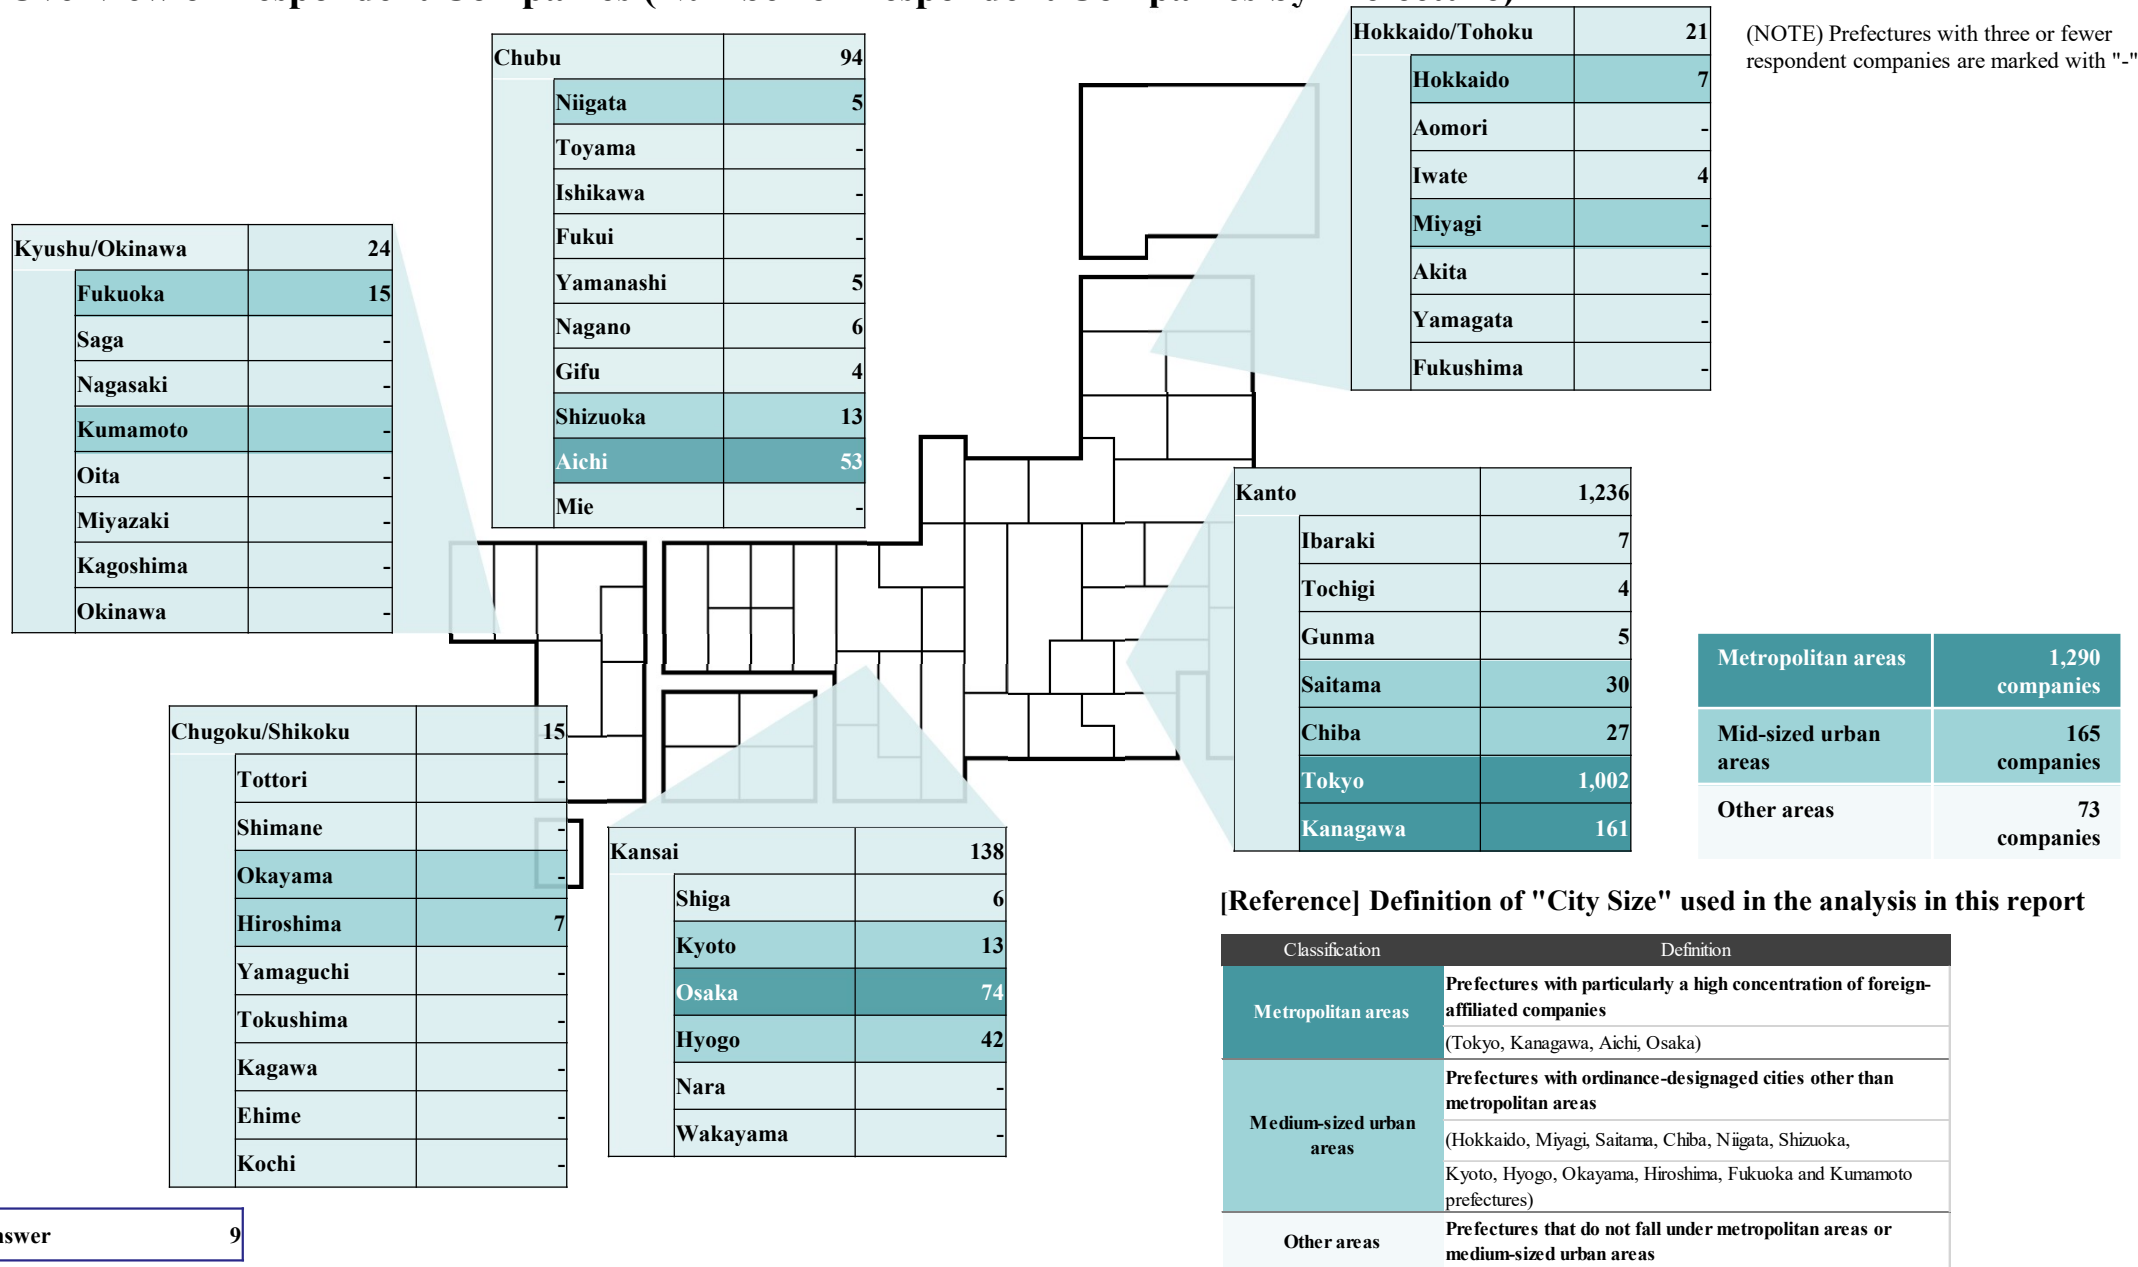 (NOTE) Prefectures with three or fewer
respondent companies are marked with "-"
Chubu 94
Niigata 5
Toyama -
Ishikawa -
Fukui -
Yamanashi 5
Nagano 6
Gifu 4
Shizuoka 13
Aichi 53
Mie -
Hokkaido/Tohoku 21
Hokkaido 7
Aomori -
Iwate 4
Miyagi -
Akita -
Yamagata -
Fukushima -
Kyushu/Okinawa 24
Fukuoka 15
Saga -
Nagasaki -
Kumamoto -
Oita -
Miyazaki -
Kagoshima -
Okinawa -
Kanto 1,236
Ibaraki 7
Tochigi 4
Gunma 5
Saitama 30
Chiba 27
Tokyo 1,002
Kanagawa 161
Metropolitan areas 1,290
companies
Mid-sized urban 165
areas companies
Other areas 73
companies
Chugoku/Shikoku 15
Tottori -
Shimane -
Okayama -
Hiroshima 7
Yamaguchi -
Tokushima -
Kagawa -
Ehime -
Kochi -
Kansai 138
Shiga 6
Kyoto 13
Osaka 74
Hyogo 42
Nara -
Wakayama -
[Reference] Definition of "City Size" used in the analysis in this report
Classification Definition
Metropolitan areas
Prefectures with particularly a high concentration of foreign-
affiliated companies
(Tokyo, Kanagawa, Aichi, Osaka)
Medium-sized urban
areas
Prefectures with ordinance-designaged cities other than
metropolitan areas
(Hokkaido, Miyagi, Saitama, Chiba, Niigata, Shizuoka,
Kyoto, Hyogo, Okayama, Hiroshima, Fukuoka and Kumamoto
prefectures)
Other areas
Prefectures that do not fall under metropolitan areas or
medium-sized urban areas
9